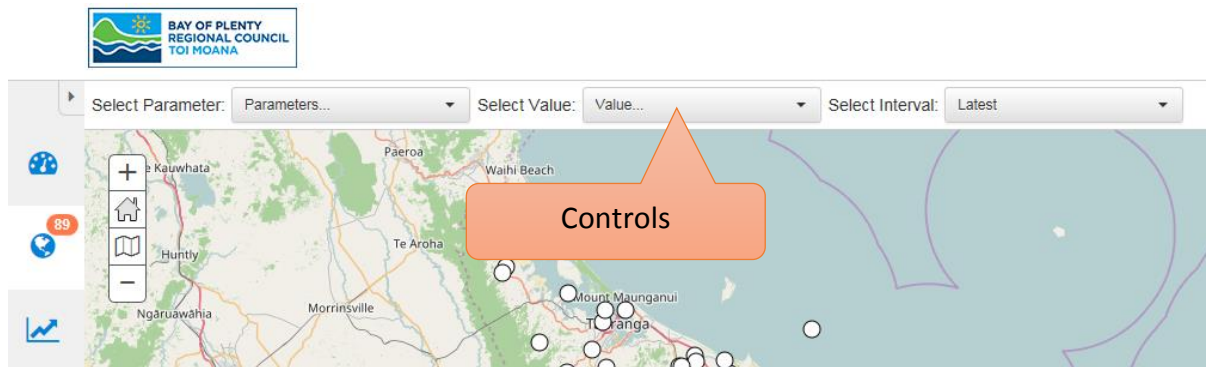 BAY OF PLENTY
REGIONAL COUNCIL
TOI MOANA
Select Parameter: Parameters... Select Value: Value... Select Interval: Latest
Paeroa
Kauwhata
Waihi Beach
Controls
89
Huntly
Te Aroha
Mount Maunganui
Ngāruawāhia
Morrinsville